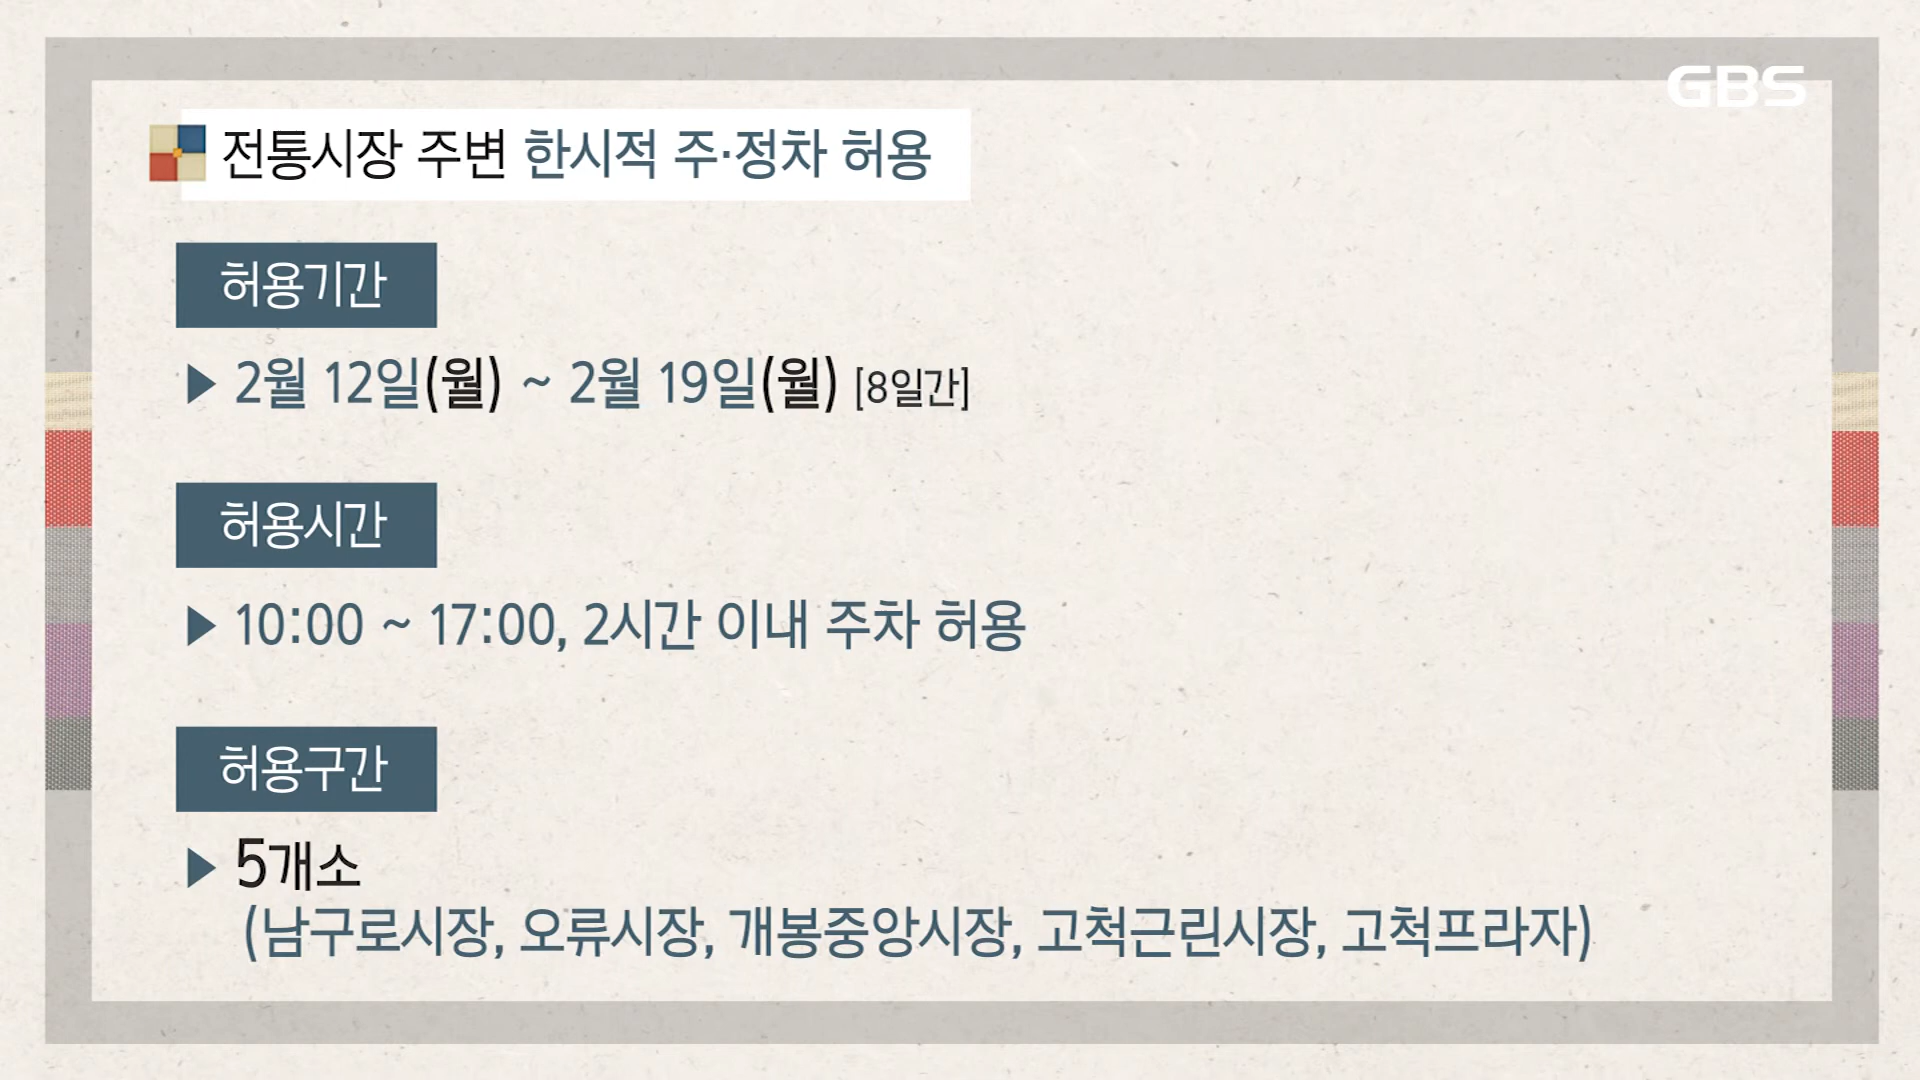 GBS
전통시장 주변 한시적 주·정차 허용
허용기간
▶ 2월 12일(월) ~ 2월 19일(월) [8일간]
허용시간
▶ 10:00 ~ 17:00, 2시간 이내 주차 허용
허용구간
▶ 5개소
(남구로시장, 오류시장, 개봉중앙시장, 고척근린시장, 고척프라자)